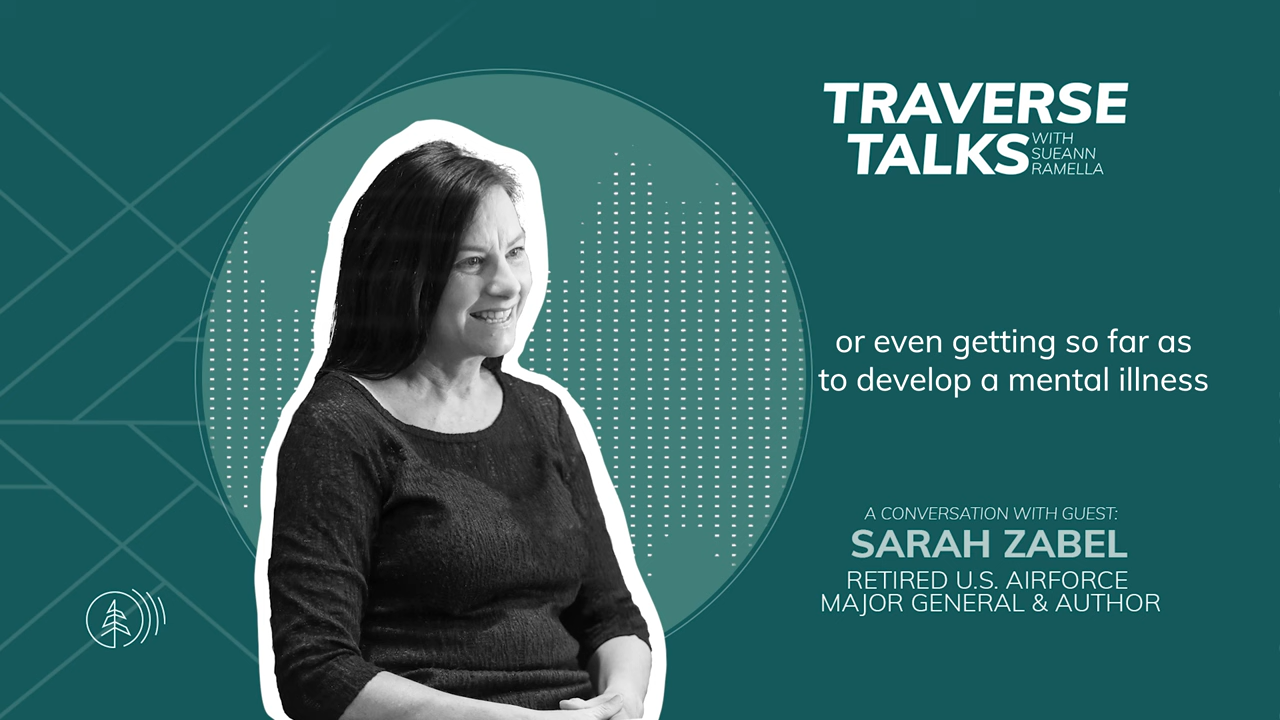 TRAVERSE
TALKS WITH
SUEANN
RAMELLA
or even getting so far as
to develop a mental illness
A CONVERSATION WITH GUEST:
SARAH ZABEL
RETIRED U.S. AIRFORCE
MAJOR GENERAL & AUTHOR